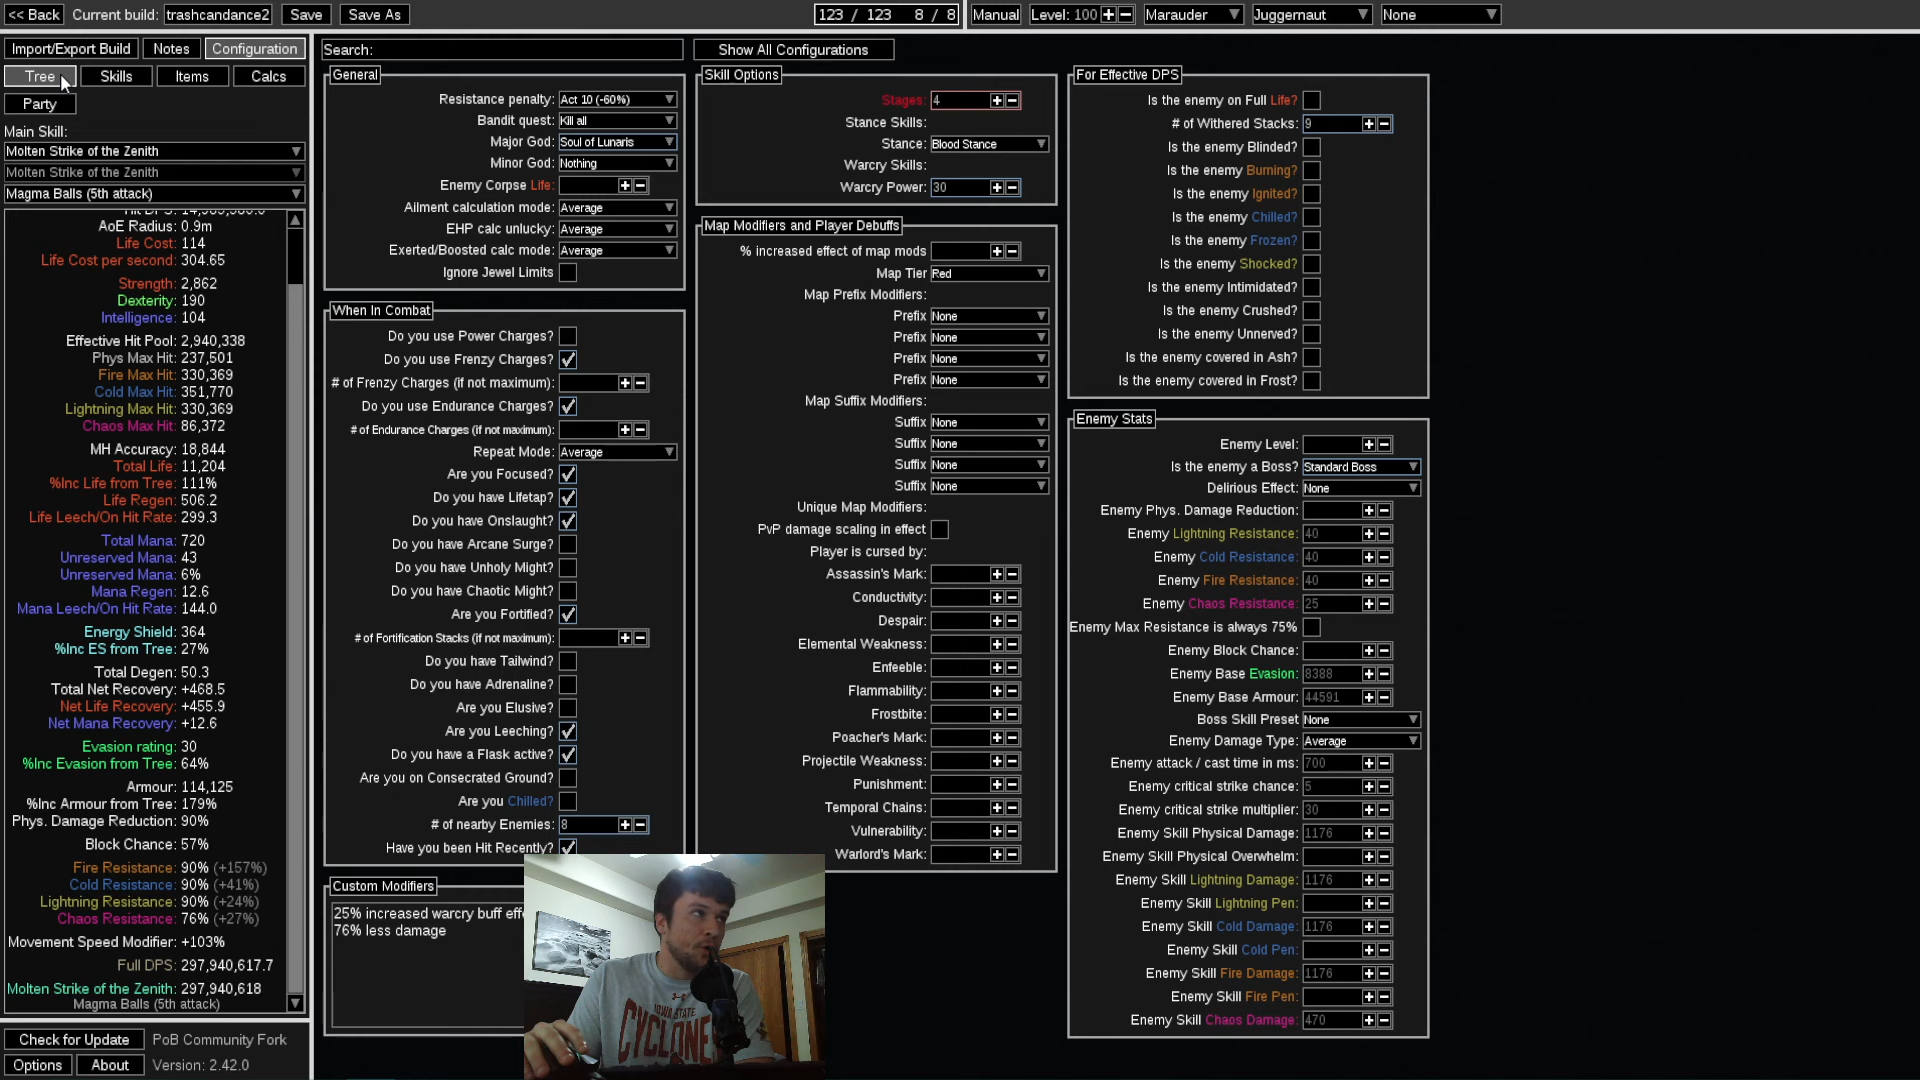 << Back
Current build: trashcandance2
Save
Save As
123 / 123 8 / 8
Manual
Level: 100
Marauder
Juggernaut
None
Import/Export Build
Notes
Configuration
Tree
Skills
Items
Calcs
Party
Main Skill:
Molten Strike of the Zenith
Molten Strike of the Zenith
Magma Balls (5th attack)
AoE Radius: 0.9m
Life Cost: 114
Life Cost per second: 304.65
Strength: 2,862
Dexterity: 190
Intelligence: 104
Effective Hit Pool: 2,940,338
Phys Max Hit: 237,501
Fire Max Hit: 330,369
Cold Max Hit: 351,770
Lightning Max Hit: 330,369
Chaos Max Hit: 86,372
MH Accuracy: 18,844
Total Life: 11,204
%Inc Life from Tree: 111%
Life Regen: 506.2
Life Leech/On Hit Rate: 299.3
Total Mana: 720
Unreserved Mana: 43
Unreserved Mana: 6%
Mana Regen: 12.6
Mana Leech/On Hit Rate: 144.0
Energy Shield: 364
%Inc ES from Tree: 27%
Total Degen: 50.3
Total Net Recovery: +468.5
Net Life Recovery: +455.9
Net Mana Recovery: +12.6
Evasion rating: 30
%Inc Evasion from Tree: 64%
Armour: 114,125
%Inc Armour from Tree: 179%
Phys. Damage Reduction: 90%
Block Chance: 57%
Fire Resistance: 90% (+157%)
Cold Resistance: 90% (+41%)
Lightning Resistance: 90% (+24%)
Chaos Resistance: 76% (+27%)
Movement Speed Modifier: +103%
Full DPS: 297,940,617.7
Molten Strike of the Zenith: 297,940,618
Magma Balls (5th attack)
Check for Update
PoB Community Fork
Options
About
Version: 2.42.0
Search:
Show All Configurations
General
Resistance penalty: Act 10 (-60%)
Bandit quest: Kill all
Major God: Soul of Lunaris
Minor God: Nothing
Enemy Corpse Life:
Ailment calculation mode: Average
EHP calc unlucky: Average
Exerted/Boosted calc mode: Average
Ignore Jewel Limits
When In Combat
Do you use Power Charges?
Do you use Frenzy Charges?
# of Frenzy Charges (if not maximum):
Do you use Endurance Charges?
# of Endurance Charges (if not maximum):
Repeat Mode: Average
Are you Focused?
Do you have Lifetap?
Do you have Onslaught?
Do you have Arcane Surge?
Do you have Unholy Might?
Do you have Chaotic Might?
Are you Fortified?
# of Fortification Stacks (if not maximum):
Do you have Tailwind?
Do you have Adrenaline?
Are you Elusive?
Are you Leeching?
Do you have a Flask active?
Are you on Consecrated Ground?
Are you Chilled?
# of nearby Enemies: 8
Have you been Hit Recently?
Custom Modifiers
25% increased warcry buff
76% less damage
Skill Options
Stages: 4
Stance Skills:
Stance: Blood Stance
Warcry Skills:
Warcry Power: 30
Map Modifiers and Player Debuffs
% increased effect of map mods
Map Tier Red
Map Prefix Modifiers:
Prefix None
Prefix None
Prefix None
Prefix None
Map Suffix Modifiers:
Suffix None
Suffix None
Suffix None
Suffix None
Unique Map Modifiers:
PvP damage scaling in effect
Player is cursed by:
Assassin's Mark:
Conductivity:
Despair:
Elemental Weakness:
Enfeeble:
Flammability:
Frostbite:
Poacher's Mark:
Projectile Weakness:
Punishment:
Temporal Chains:
Vulnerability:
Warlord's Mark:
For Effective DPS
Is the enemy on Full Life?
# of Withered Stacks: 9
Is the enemy Blinded?
Is the enemy Burning?
Is the enemy Ignited?
Is the enemy Chilled?
Is the enemy Frozen?
Is the enemy Shocked?
Is the enemy Intimidated?
Is the enemy Crushed?
Is the enemy Unnerved?
Is the enemy covered in Ash?
Is the enemy covered in Frost?
Enemy Stats
Enemy Level:
Is the enemy a Boss? Standard Boss
Delirious Effect: None
Enemy Phys. Damage Reduction:
Enemy Lightning Resistance: 40
Enemy Cold Resistance: 40
Enemy Fire Resistance: 40
Enemy Chaos Resistance: 25
Enemy Max Resistance is always 75%
Enemy Block Chance:
Enemy Base Evasion: 8388
Enemy Base Armour: 44591
Boss Skill Preset None
Enemy Damage Type: Average
Enemy attack / cast time in ms: 700
Enemy critical strike chance: 5
Enemy critical strike multiplier: 30
Enemy Skill Physical Damage: 1176
Enemy Skill Physical Overwhelm:
Enemy Skill Lightning Damage: 1176
Enemy Skill Lightning Pen:
Enemy Skill Cold Damage: 1176
Enemy Skill Cold Pen:
Enemy Skill Fire Damage: 1176
Enemy Skill Fire Pen:
Enemy Skill Chaos Damage: 470
IOWA STATE